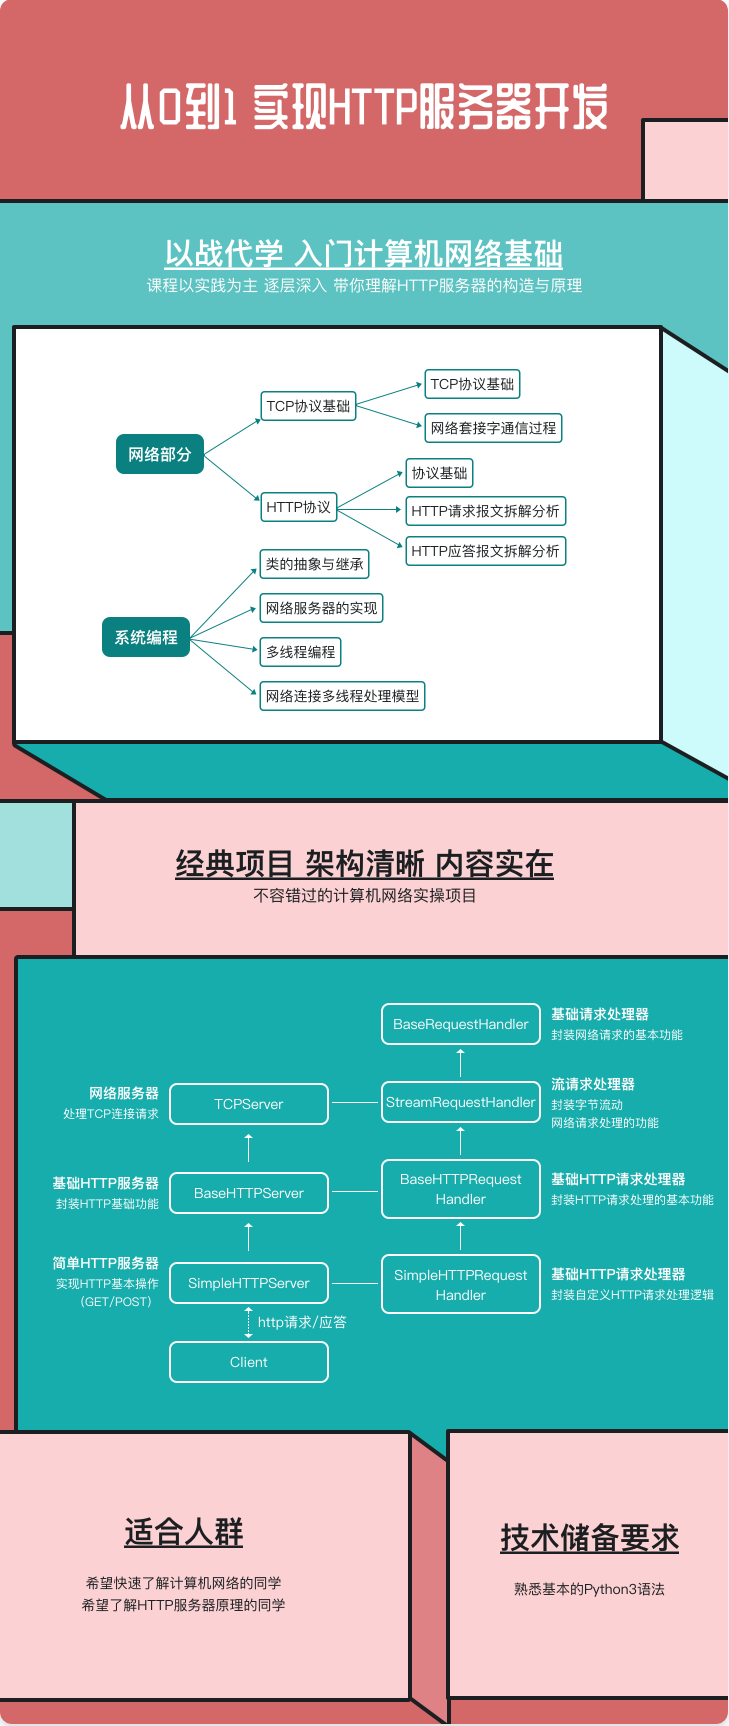 从0到1 实现HTTP服务器开发
以战代学 入门计算机网络基础
课程以实践为主 逐层深入 带你理解HTTP服务器的构造与原理
网络部分
TCP协议基础
TCP协议基础
网络套接字通信过程
HTTP协议
协议基础
HTTP请求报文拆解分析
HTTP应答报文拆解分析
系统编程
类的抽象与继承
网络服务器的实现
多线程编程
网络连接多线程处理模型
经典项目 架构清晰 内容实在
不容错过的计算机网络实操项目
BaseRequestHandler
基础请求处理器
封装网络请求的基本功能
网络服务器
处理TCP连接请求
TCPServer
StreamRequestHandler
流请求处理器
封装字节流动
网络请求处理的功能
基础HTTP服务器
封装HTTP基础功能
BaseHTTPServer
BaseHTTPRequest
Handler
基础HTTP请求处理器
封装HTTP请求处理的基本功能
简单HTTP服务器
实现HTTP基本操作
（GET/POST）
SimpleHTTPServer
SimpleHTTPRequest
Handler
基础HTTP请求处理器
封装自定义HTTP请求处理逻辑
http请求/应答
Client
适合人群
希望快速了解计算机网络的同学
希望了解HTTP服务器原理的同学
技术储备要求
熟悉基本的Python3语法